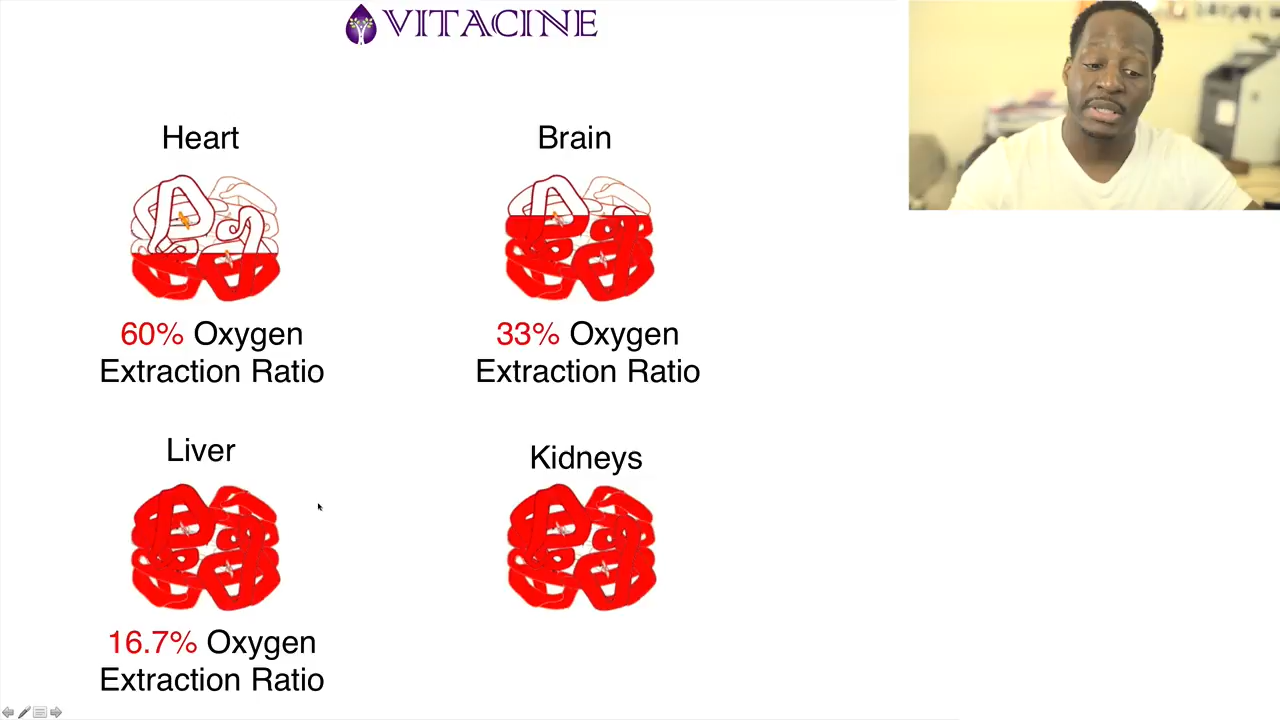 VITACINE
Heart
Brain
60% Oxygen
Extraction Ratio
33% Oxygen
Extraction Ratio
Liver
Kidneys
16.7% Oxygen
Extraction Ratio